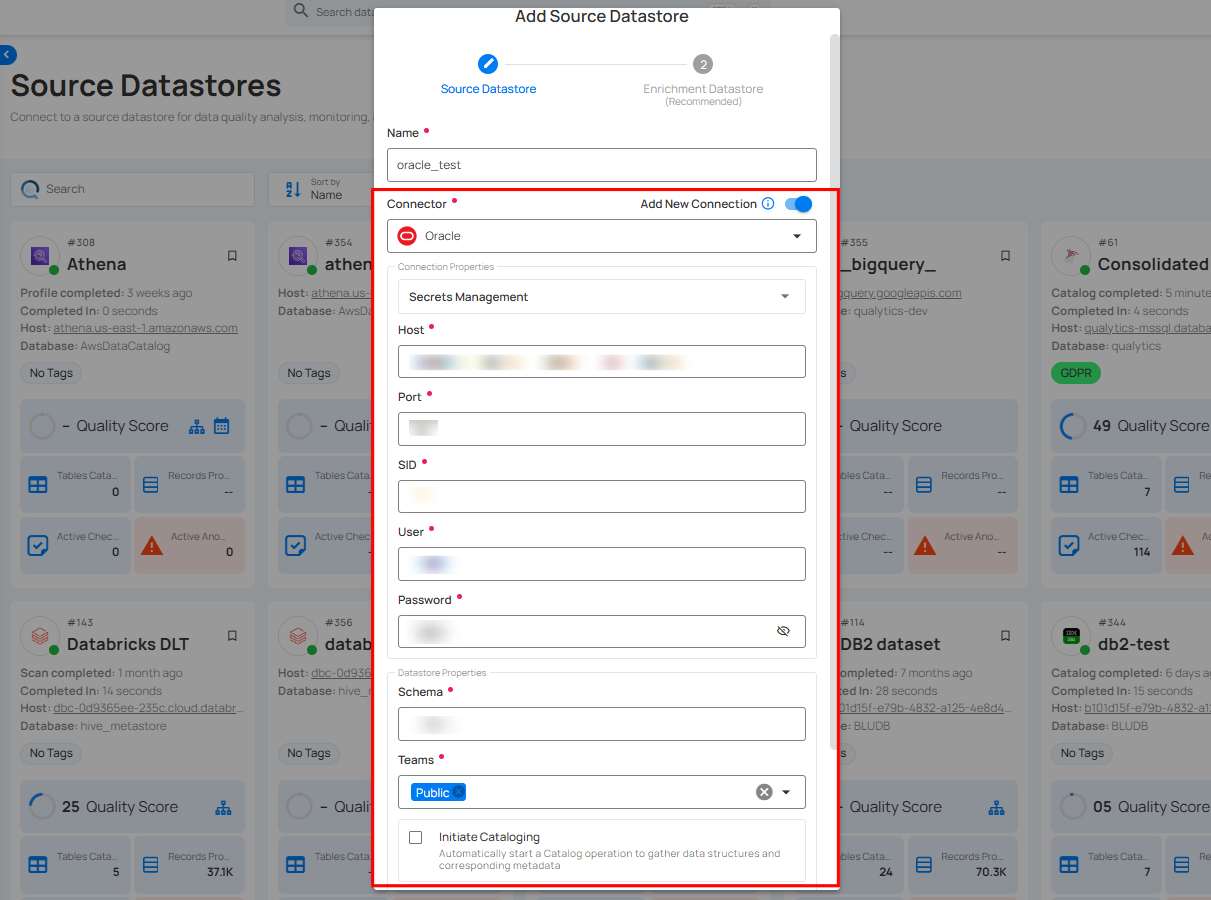 Search data
Add Source Datastore
Source Datastore
2
Enrichment Datastore
(Recommended)
Source Datastores
Connect to a source datastore for data quality analysis, monitoring,
Name
oracle_test
Search
Sort by
Name
Connector
Add New Connection
Oracle
Connection Properties
Secrets Management
Host
Port
SID
User
Password
Datastore Properties
Schema
Teams
Public
Initiate Cataloging
Automatically start a Catalog operation to gather data structures and
corresponding metadata
#308
Athena
Profile completed: 3 weeks ago
Completed In: 0 seconds
Host: athena.us-east-1.amazonaws.com
Database: AwsDataCatalog
No Tags
– Quality Score
Tables Cata...
0
Records Pro...
--
Active Chec...
0
Active Ano...
0
#354
athen
Host: athena.us-
Database: AwsDa
No Tags
– Quali
Tables Cata
Active Chec
#355
_bigquery_
gquery.googleapis.com
: qualytics-dev
Quality Score
bles Cata...
--
Records Pro...
--
ctive Chec...
--
Active Ano...
--
#61
Consolidated
Catalog completed: 5 minute
Completed In: 4 seconds
Host: qualytics-mssql.databa
Database: qualytics
GDPR
49 Quality Score
Tables Cata...
7
Re
Active Chec...
114
#143
Databricks DLT
Scan completed: 1 month ago
Completed In: 14 seconds
Host: dbc-0d9365ee-235c.cloud.databr...
Database: hive_metastore
No Tags
25 Quality Score
Tables Cata...
5
Records Pro...
37.1K
#356
datab
Host: dbc-0d936
Database: hive_r
No Tags
– Quali
Tables Cata
#114
DB2 dataset
ed: 7 months ago
ed In: 28 seconds
01d15f-e79b-4832-a125-4e8d4...
: BLUDB
Quality Score
bles Cata...
24
Records Pro...
70.3K
#344
db2-test
Catalog completed: 6 days a
Completed In: 15 seconds
Host: b101d15f-e79b-4832-a1
Database: BLUDB
No Tags
05 Quality Score
Tables Cata...
7
Re